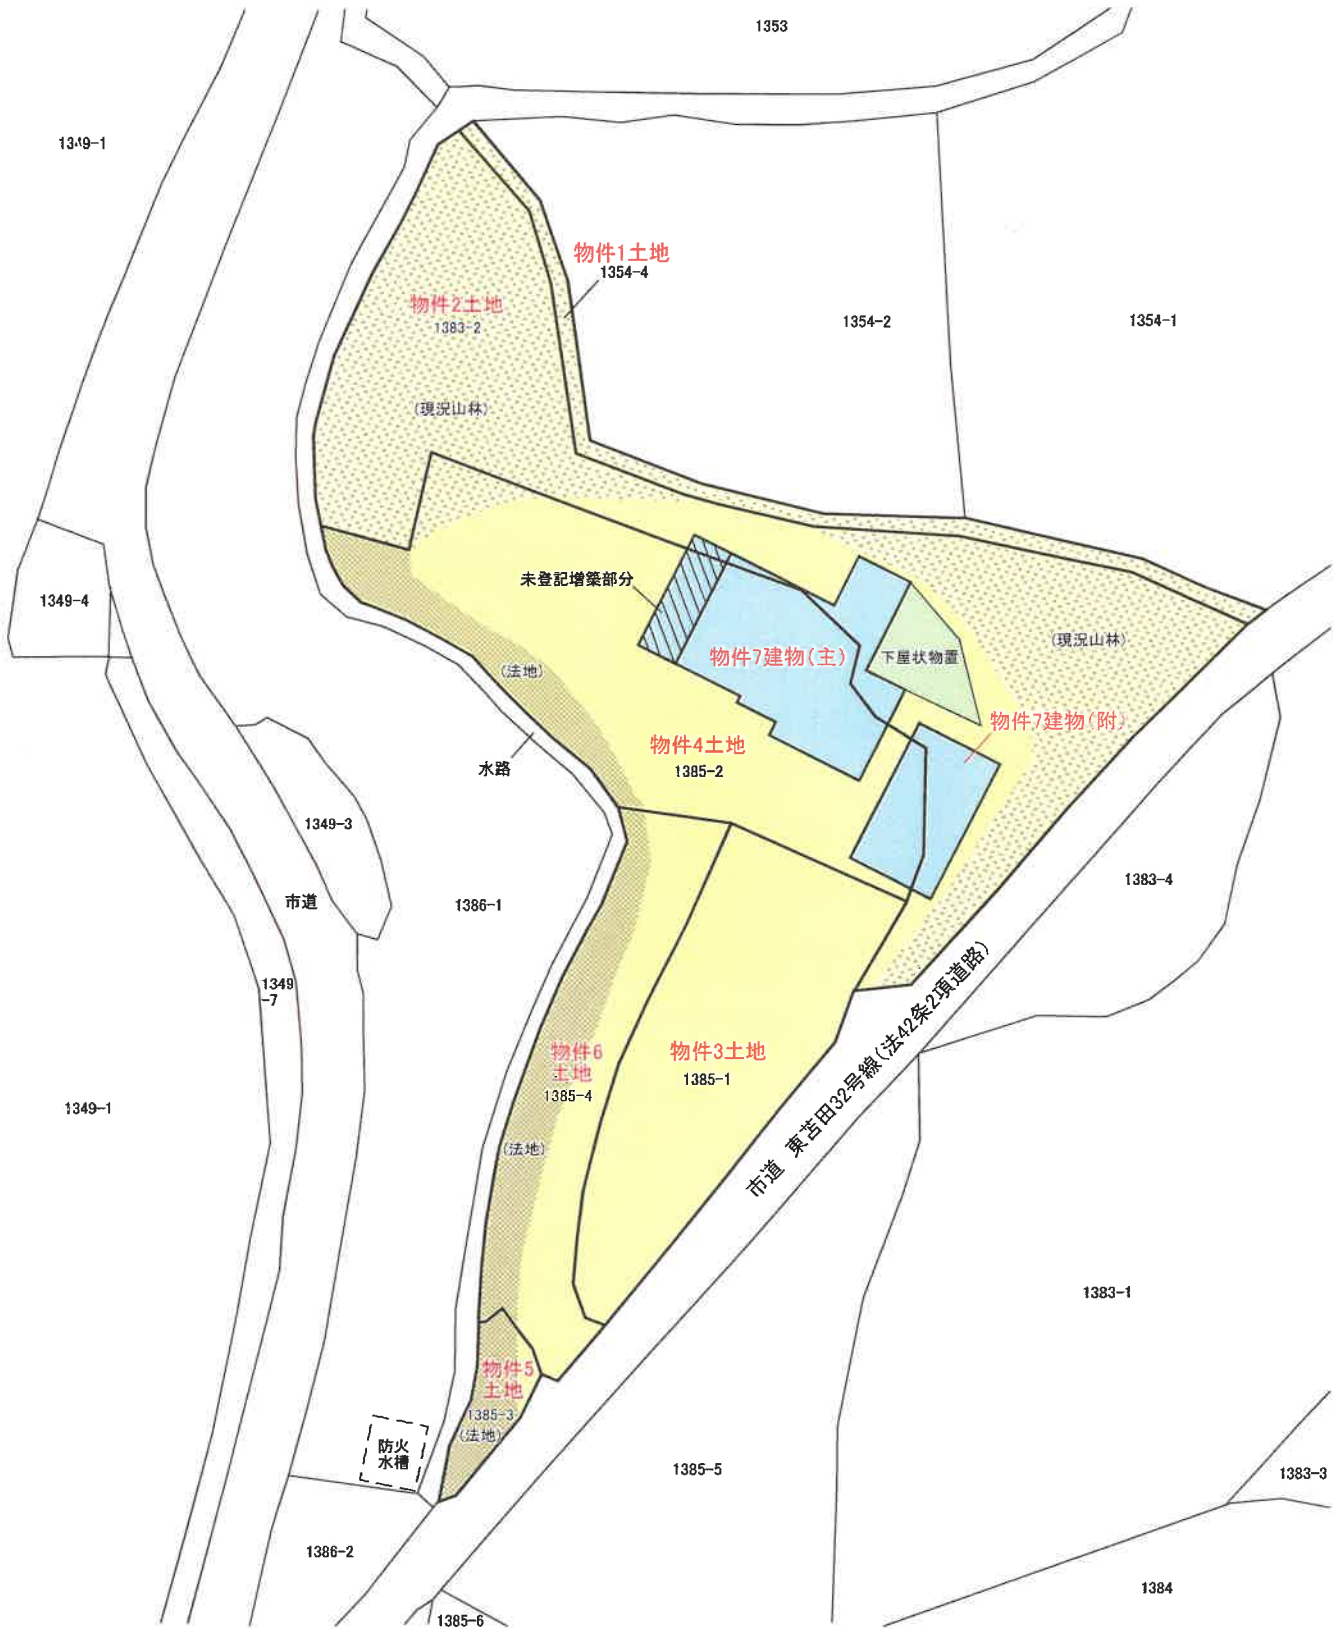 1353
1349-1
物件1土地
1354-4
物件2土地
1383-2
1354-2
1354-1
(現況山林)
未登記増築部分
1349-4
(現況山林)
物件7建物(主)
下屋状物置
(法地)
物件7建物(附)
物件4土地
1385-2
水路
1349-3
1383-4
市道
1386-1
1349
-7
市道 東苫田32号線(法42条2項道路)
物件6
土地
1385-4
物件3土地
1385-1
1349-1
(法地)
1383-1
物件5
土地
1385-3
(法地)
防火
水槽
1385-5
1383-3
1386-2
1384
1385-6